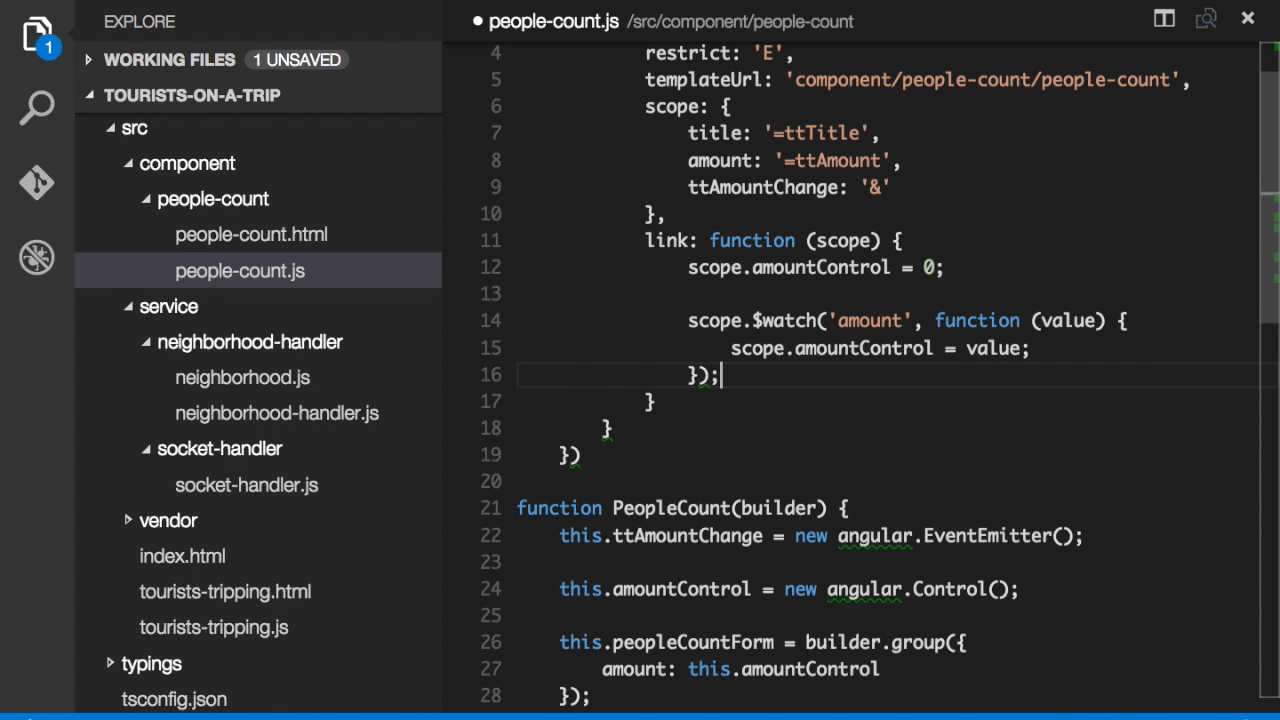 EXPLORE
WORKING FILES 1 UNSAVED
TOURISTS-ON-A-TRIP
src
component
people-count
people-count.html
people-count.js
service
neighborhood-handler
neighborhood.js
neighborhood-handler.js
socket-handler
socket-handler.js
vendor
index.html
tourists-tripping.html
tourists-tripping.js
typings
tsconfig.json
1
people-count.js /src/component/people-count
4 restrict: 'E',
5 templateUrl: 'component/people-count/people-count',
6 scope: {
7 title: '=ttTitle',
8 amount: '=ttAmount',
9 ttAmountChange: '&'
10 },
11 link: function (scope) {
12 scope.amountControl = 0;
13
14 scope.$watch('amount', function (value) {
15 scope.amountControl = value;
16 });
17 }
18 }
19 })
20
21 function PeopleCount(builder) {
22 this.ttAmountChange = new angular.EventEmitter();
23
24 this.amountControl = new angular.Control();
25
26 this.peopleCountForm = builder.group({
27 amount: this.amountControl
28 });